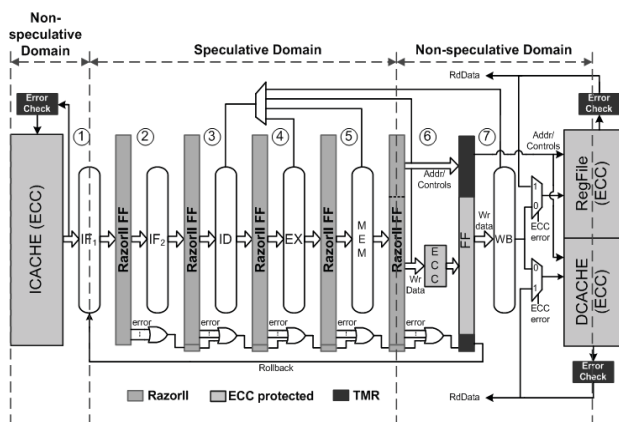 Non-
speculative
Domain
Speculative Domain
Non-speculative Domain
RdData
Error
Check
Error
Check
1
2
3
4
5
6
7
Addr/
Controls
Addr/
Controls
ICACHE (ECC)
IF1
RazorII FF
IF2
RazorII FF
ID
RazorII FF
EX
RazorII FF
MEM
RazorII FF
Wr
Data
ECC
FF
Wr
data
WB
1
0
ECC
error
0
1
ECC
error
RegFile
(ECC)
DCACHE
(ECC)
error
error
error
error
error
Rollback
Error
Check
RdData
RazorII
ECC protected
TMR